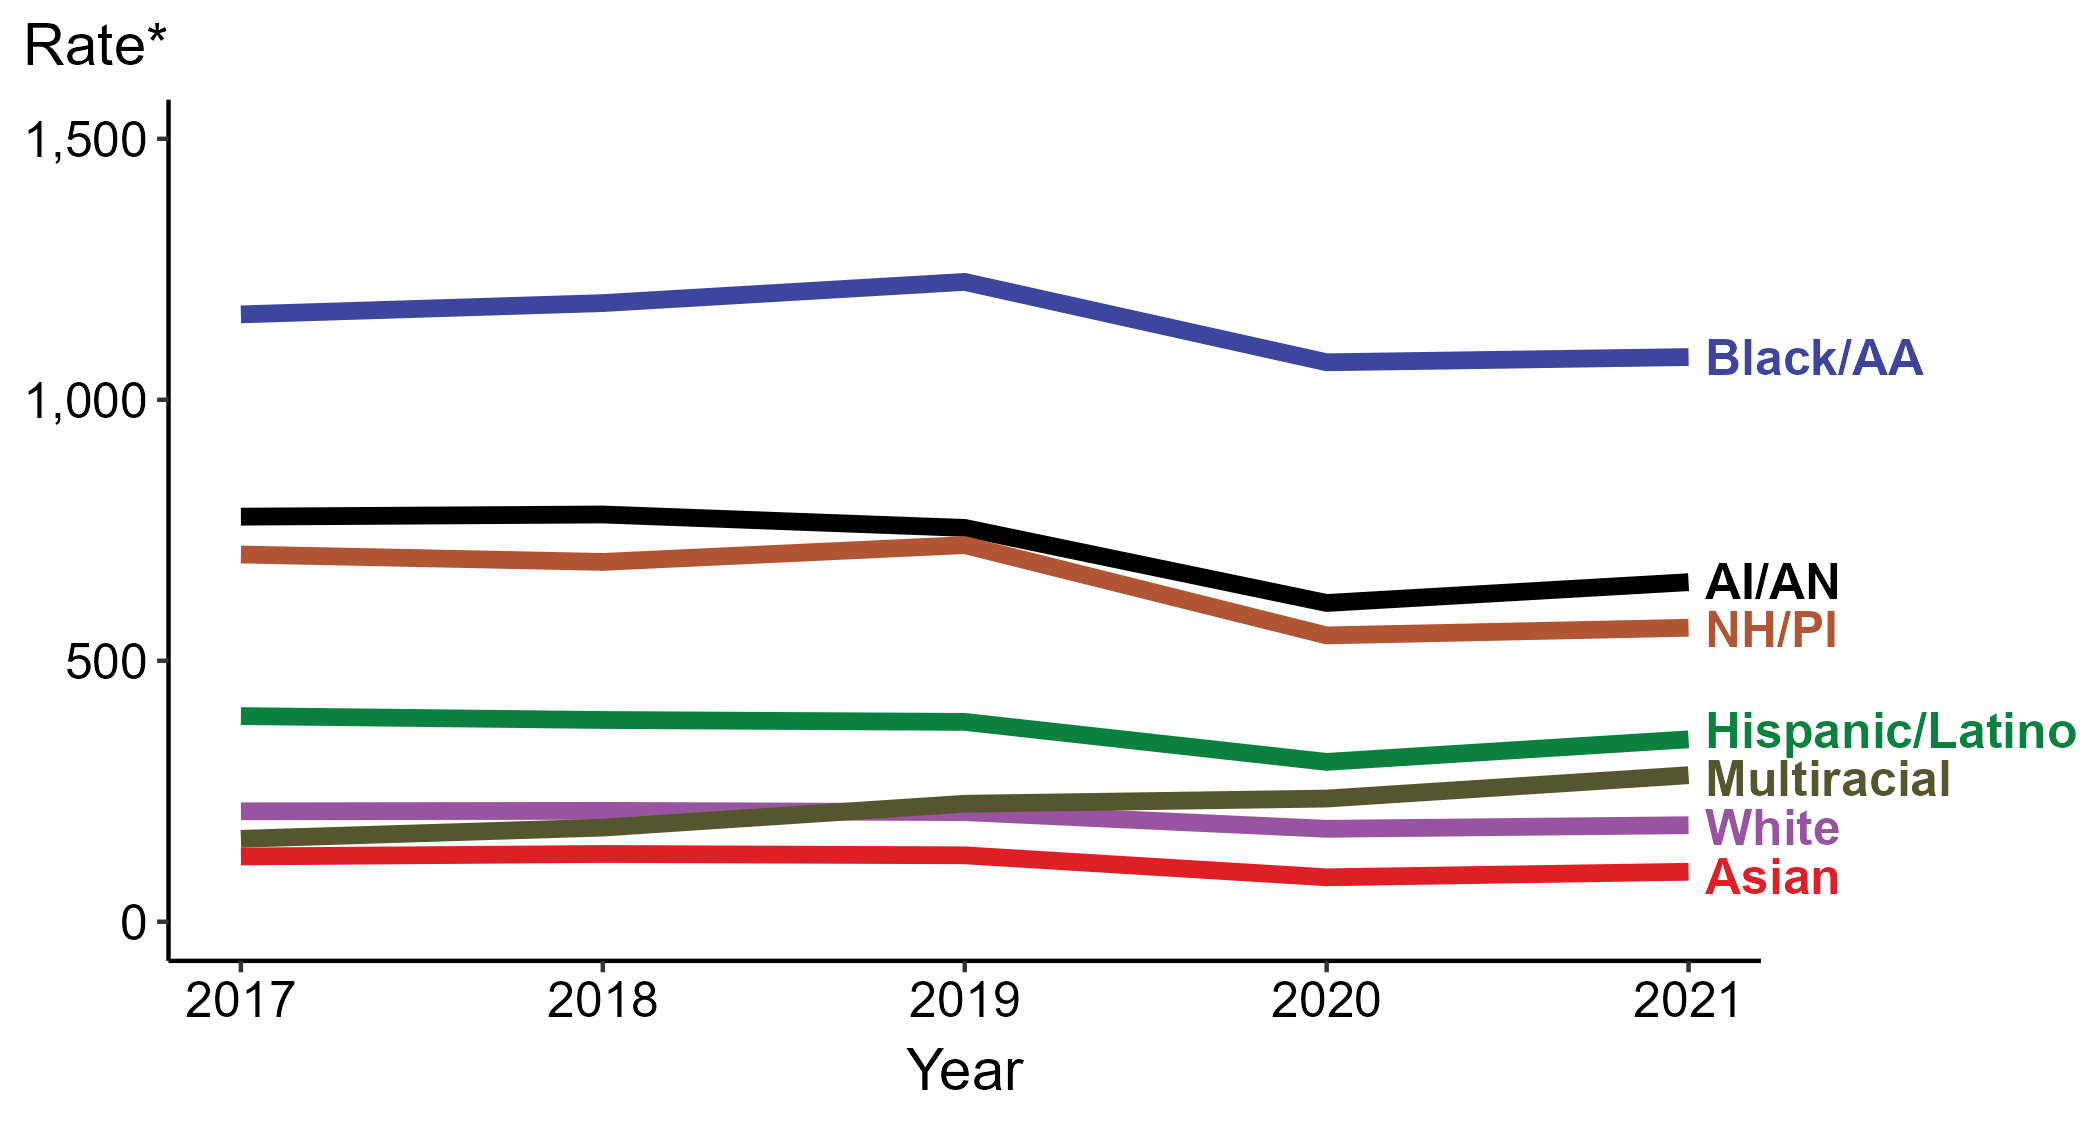 Rate*
1,500
1,000
500
0
Black/AA
AI/AN
NH/PI
Hispanic/Latino
Multiracial
White
Asian
2017 2018 2019 2020 2021
Year